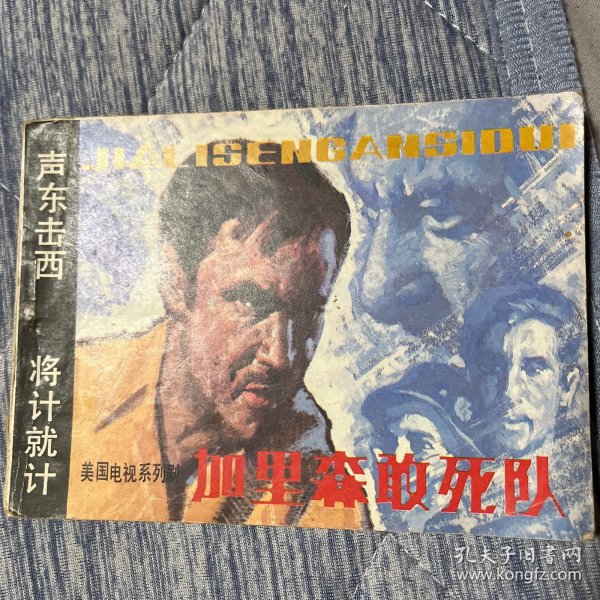 JIALISENGANSIDUI
声东击西
将计就计
美国电视系列剧
加里森敢死队
孔夫子旧书网
www.kongfz.com